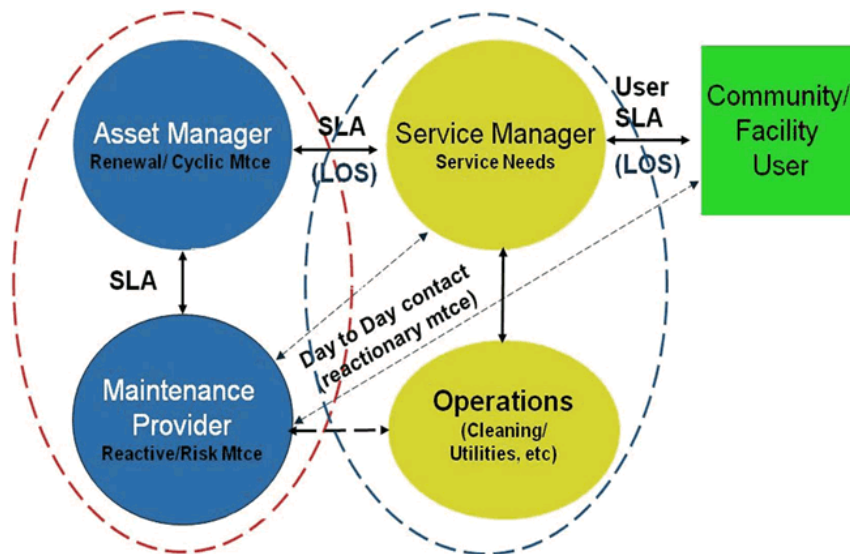 Asset Manager
Renewal/ Cyclic Mtce
SLA
(LOS)
Service Manager
Service Needs
User
SLA
(LOS)
Community/
Facility
User
SLA
Day to Day contact
(reactionary mtce)
Maintenance
Provider
Reactive/Risk Mtce
Operations
(Cleaning/
Utilities, etc)